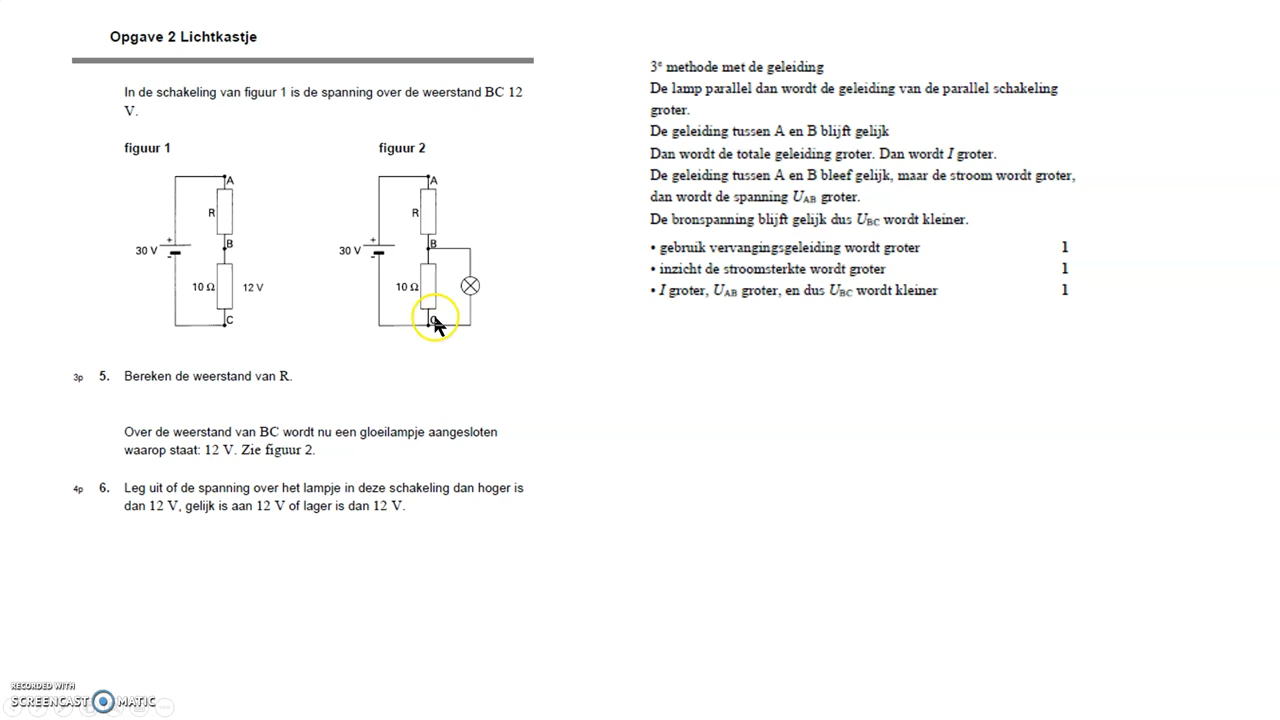 Opgave 2 Lichtkastje
In de schakeling van figuur 1 is de spanning over de weerstand BC 12
V.
figuur 1
figuur 2
A
R
B
30 V
+
-
10 Ω
12 V
C
A
R
B
30 V
+
-
10 Ω
3p 5. Bereken de weerstand van R.
Over de weerstand van BC wordt nu een gloeilampje aangesloten
waarop staat: 12 V. Zie figuur 2.
4p 6. Leg uit of de spanning over het lampje in deze schakeling dan hoger is
dan 12 V, gelijk is aan 12 V of lager is dan 12 V.
3e methode met de geleiding
De lamp parallel dan wordt de geleiding van de parallel schakeling
groter.
De geleiding tussen A en B blijft gelijk
Dan wordt de totale geleiding groter. Dan wordt I groter.
De geleiding tussen A en B bleef gelijk, maar de stroom wordt groter,
dan wordt de spanning UAB groter.
De bronspanning blijft gelijk dus UBC wordt kleiner.
• gebruik vervangingsgeleiding wordt groter 1
• inzicht de stroomsterkte wordt groter 1
• I groter, UAB groter, en dus UBC wordt kleiner 1
RECORDED WITH
SCREENCAST MATIC